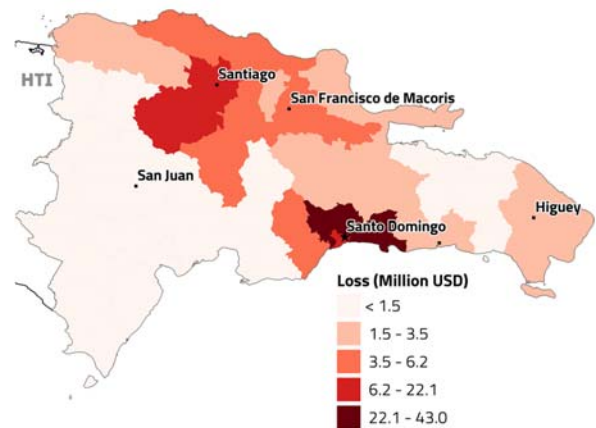 HTI
Santiago
San Francisco de Macoris
San Juan
Higuey
Santo Domingo
Loss (Million USD)
< 1.5
1.5 - 3.5
3.5 - 6.2
6.2 - 22.1
22.1 - 43.0